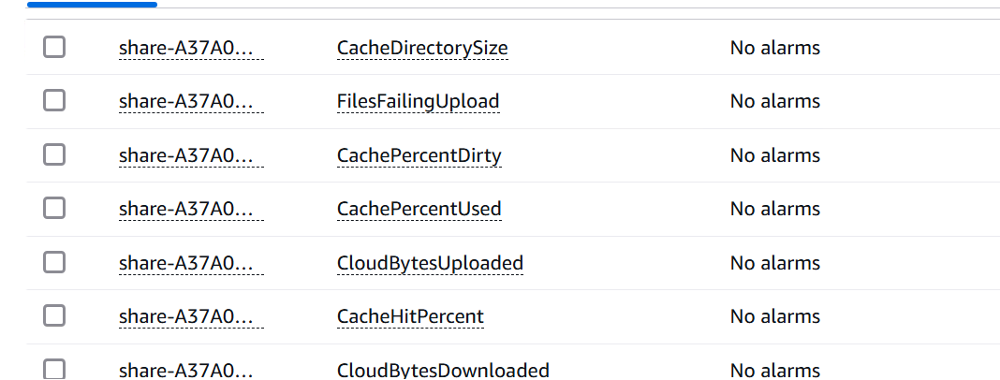 share-A37A0... CacheDirectorySize No alarms
share-A37A0... FilesFailingUpload No alarms
share-A37A0... CachePercentDirty No alarms
share-A37A0... CachePercentUsed No alarms
share-A37A0... CloudBytesUploaded No alarms
share-A37A0... CacheHitPercent No alarms
share-A37A0... CloudBytesDownloaded No alarms